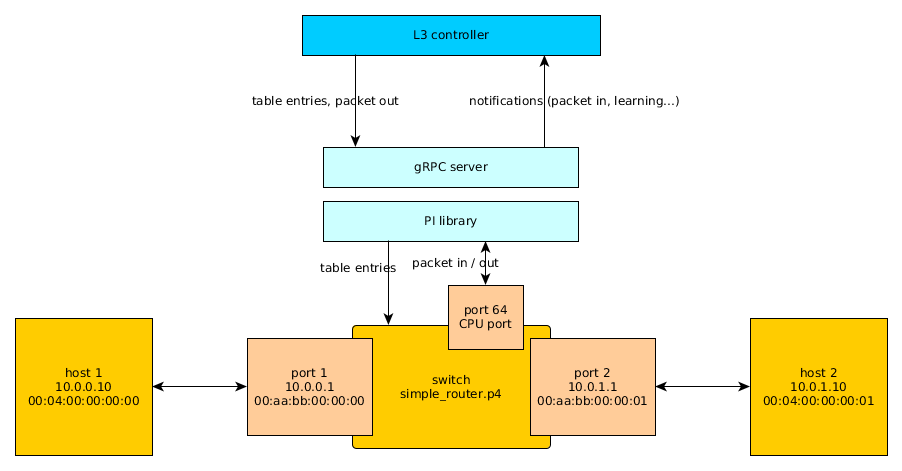 L3 controller
table entries, packet out
notifications (packet in, learning...)
gRPC server
PI library
table entries
packet in / out
port 64
CPU port
host 1
10.0.0.10
00:04:00:00:00:00
port 1
10.0.0.1
00:aa:bb:00:00:00
switch
simple_router.p4
port 2
10.0.1.1
00:aa:bb:00:00:01
host 2
10.0.1.10
00:04:00:00:00:01